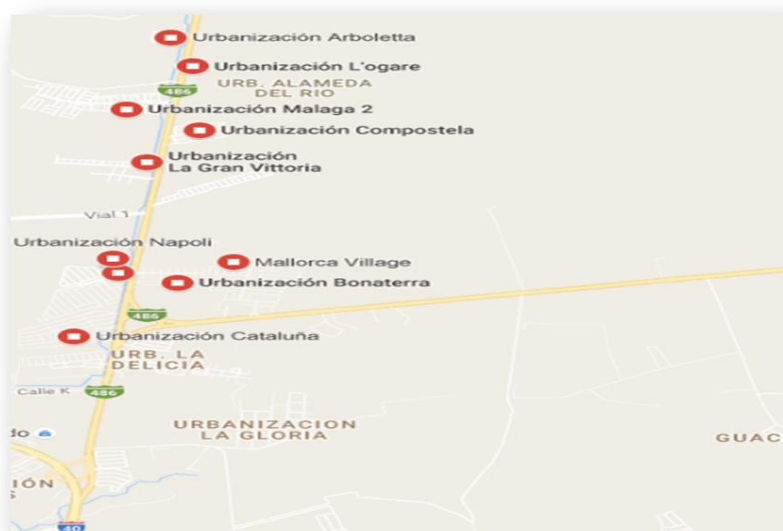 Urbanización Arboletta
Urbanización L'ogare
URB. ALAMEDA
DEL RIO
486
Urbanización Malaga 2
Urbanización Compostela
Urbanización
La Gran Vittoria
Vial 1
Urbanización Napoli
Mallorca Village
Urbanización Bonaterra
486
Urbanización Cataluña
URB. LA
DELICIA
Calle K
486
URBANIZACION
LA GLORIA
do
GUAC
IÓN
S
40